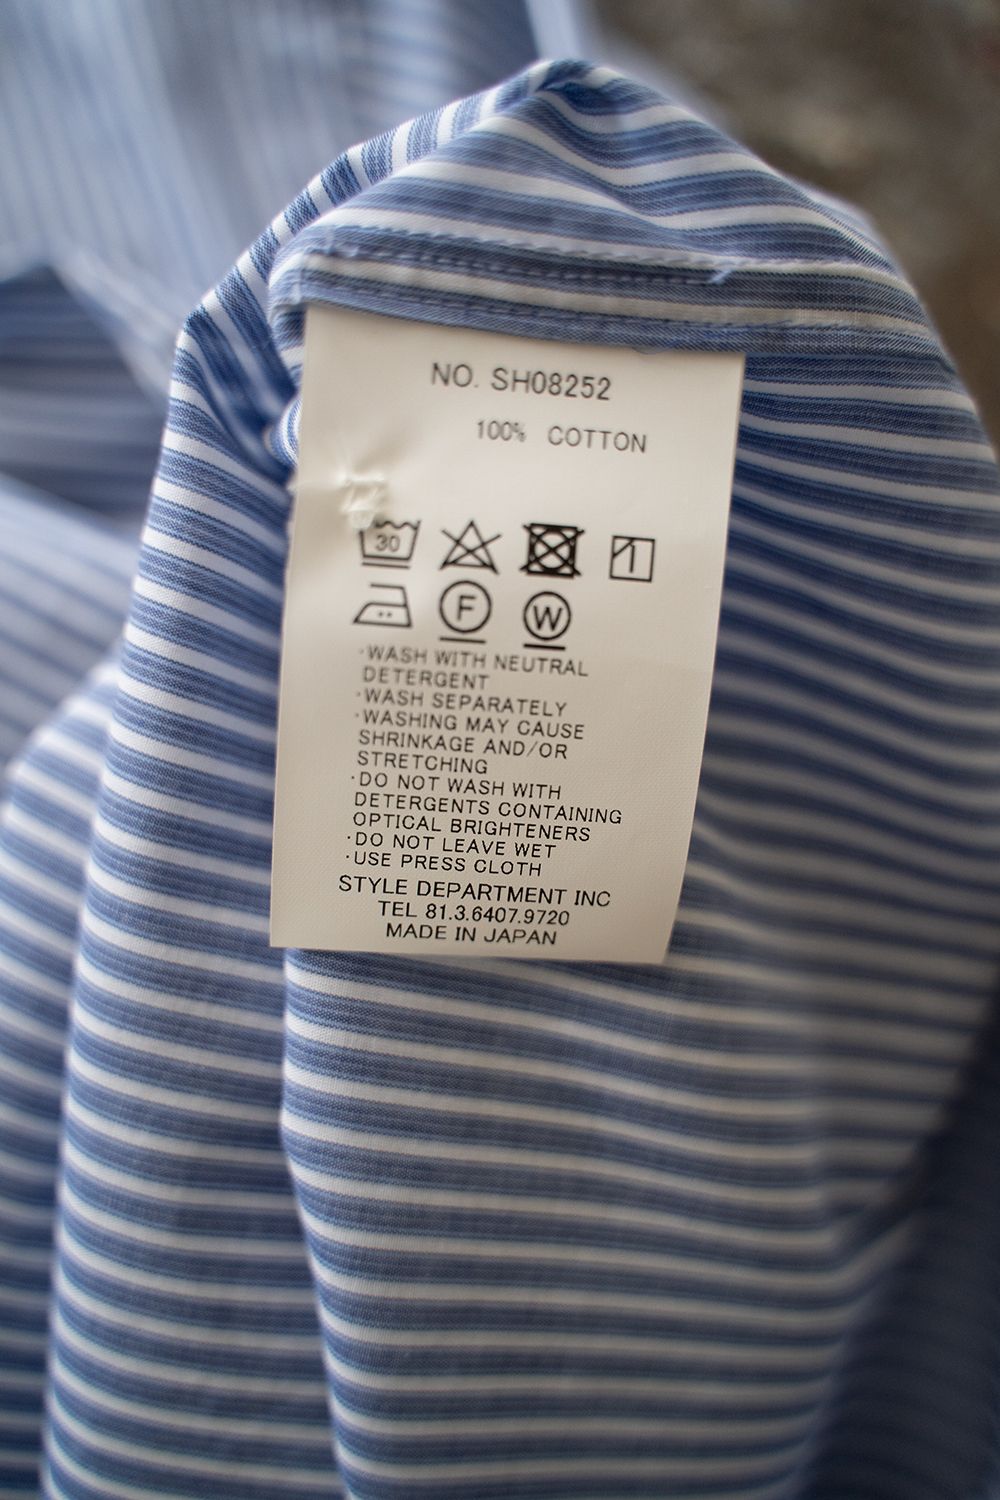 NO. SH08252
100% COTTON
30
F
W
·WASH WITH NEUTRAL
DETERGENT
·WASH SEPARATELY
·WASHING MAY CAUSE
SHRINKAGE AND/OR
STRETCHING
·DO NOT WASH WITH
DETERGENTS CONTAINING
OPTICAL BRIGHTENERS
·DO NOT LEAVE WET
·USE PRESS CLOTH
STYLE DEPARTMENT INC
TEL 81.3.6407.9720
MADE IN JAPAN